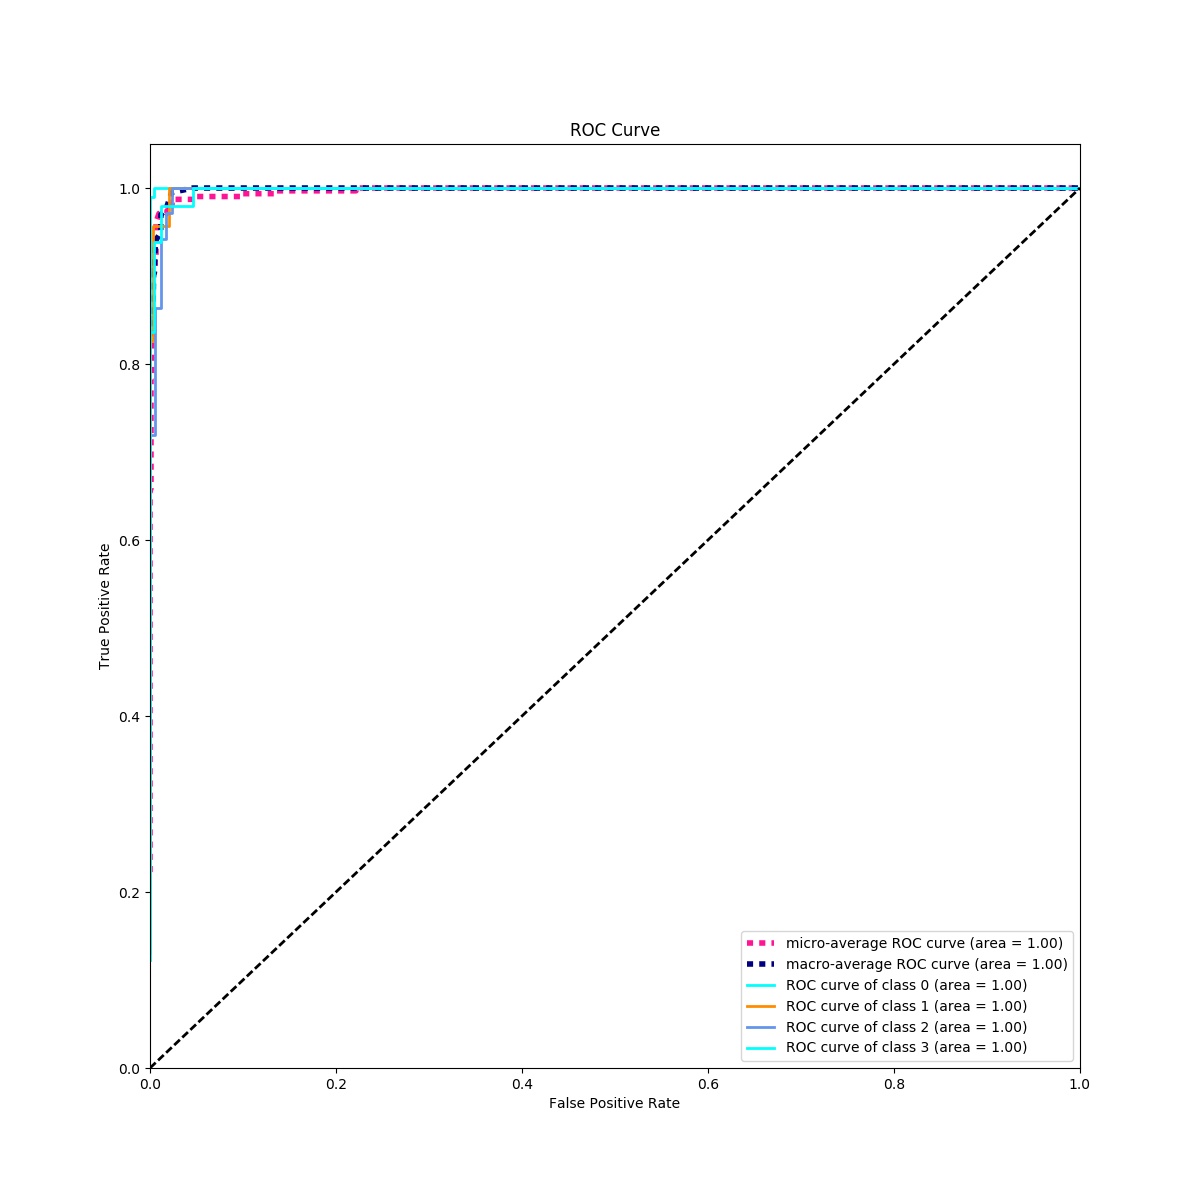 ROC Curve
1.0
0.8
0.6
0.4
0.2
0.0
True Positive Rate
micro-average ROC curve (area = 1.00)
macro-average ROC curve (area = 1.00)
ROC curve of class 0 (area = 1.00)
ROC curve of class 1 (area = 1.00)
ROC curve of class 2 (area = 1.00)
ROC curve of class 3 (area = 1.00)
0.0 0.2 0.4 0.6 0.8 1.0
False Positive Rate